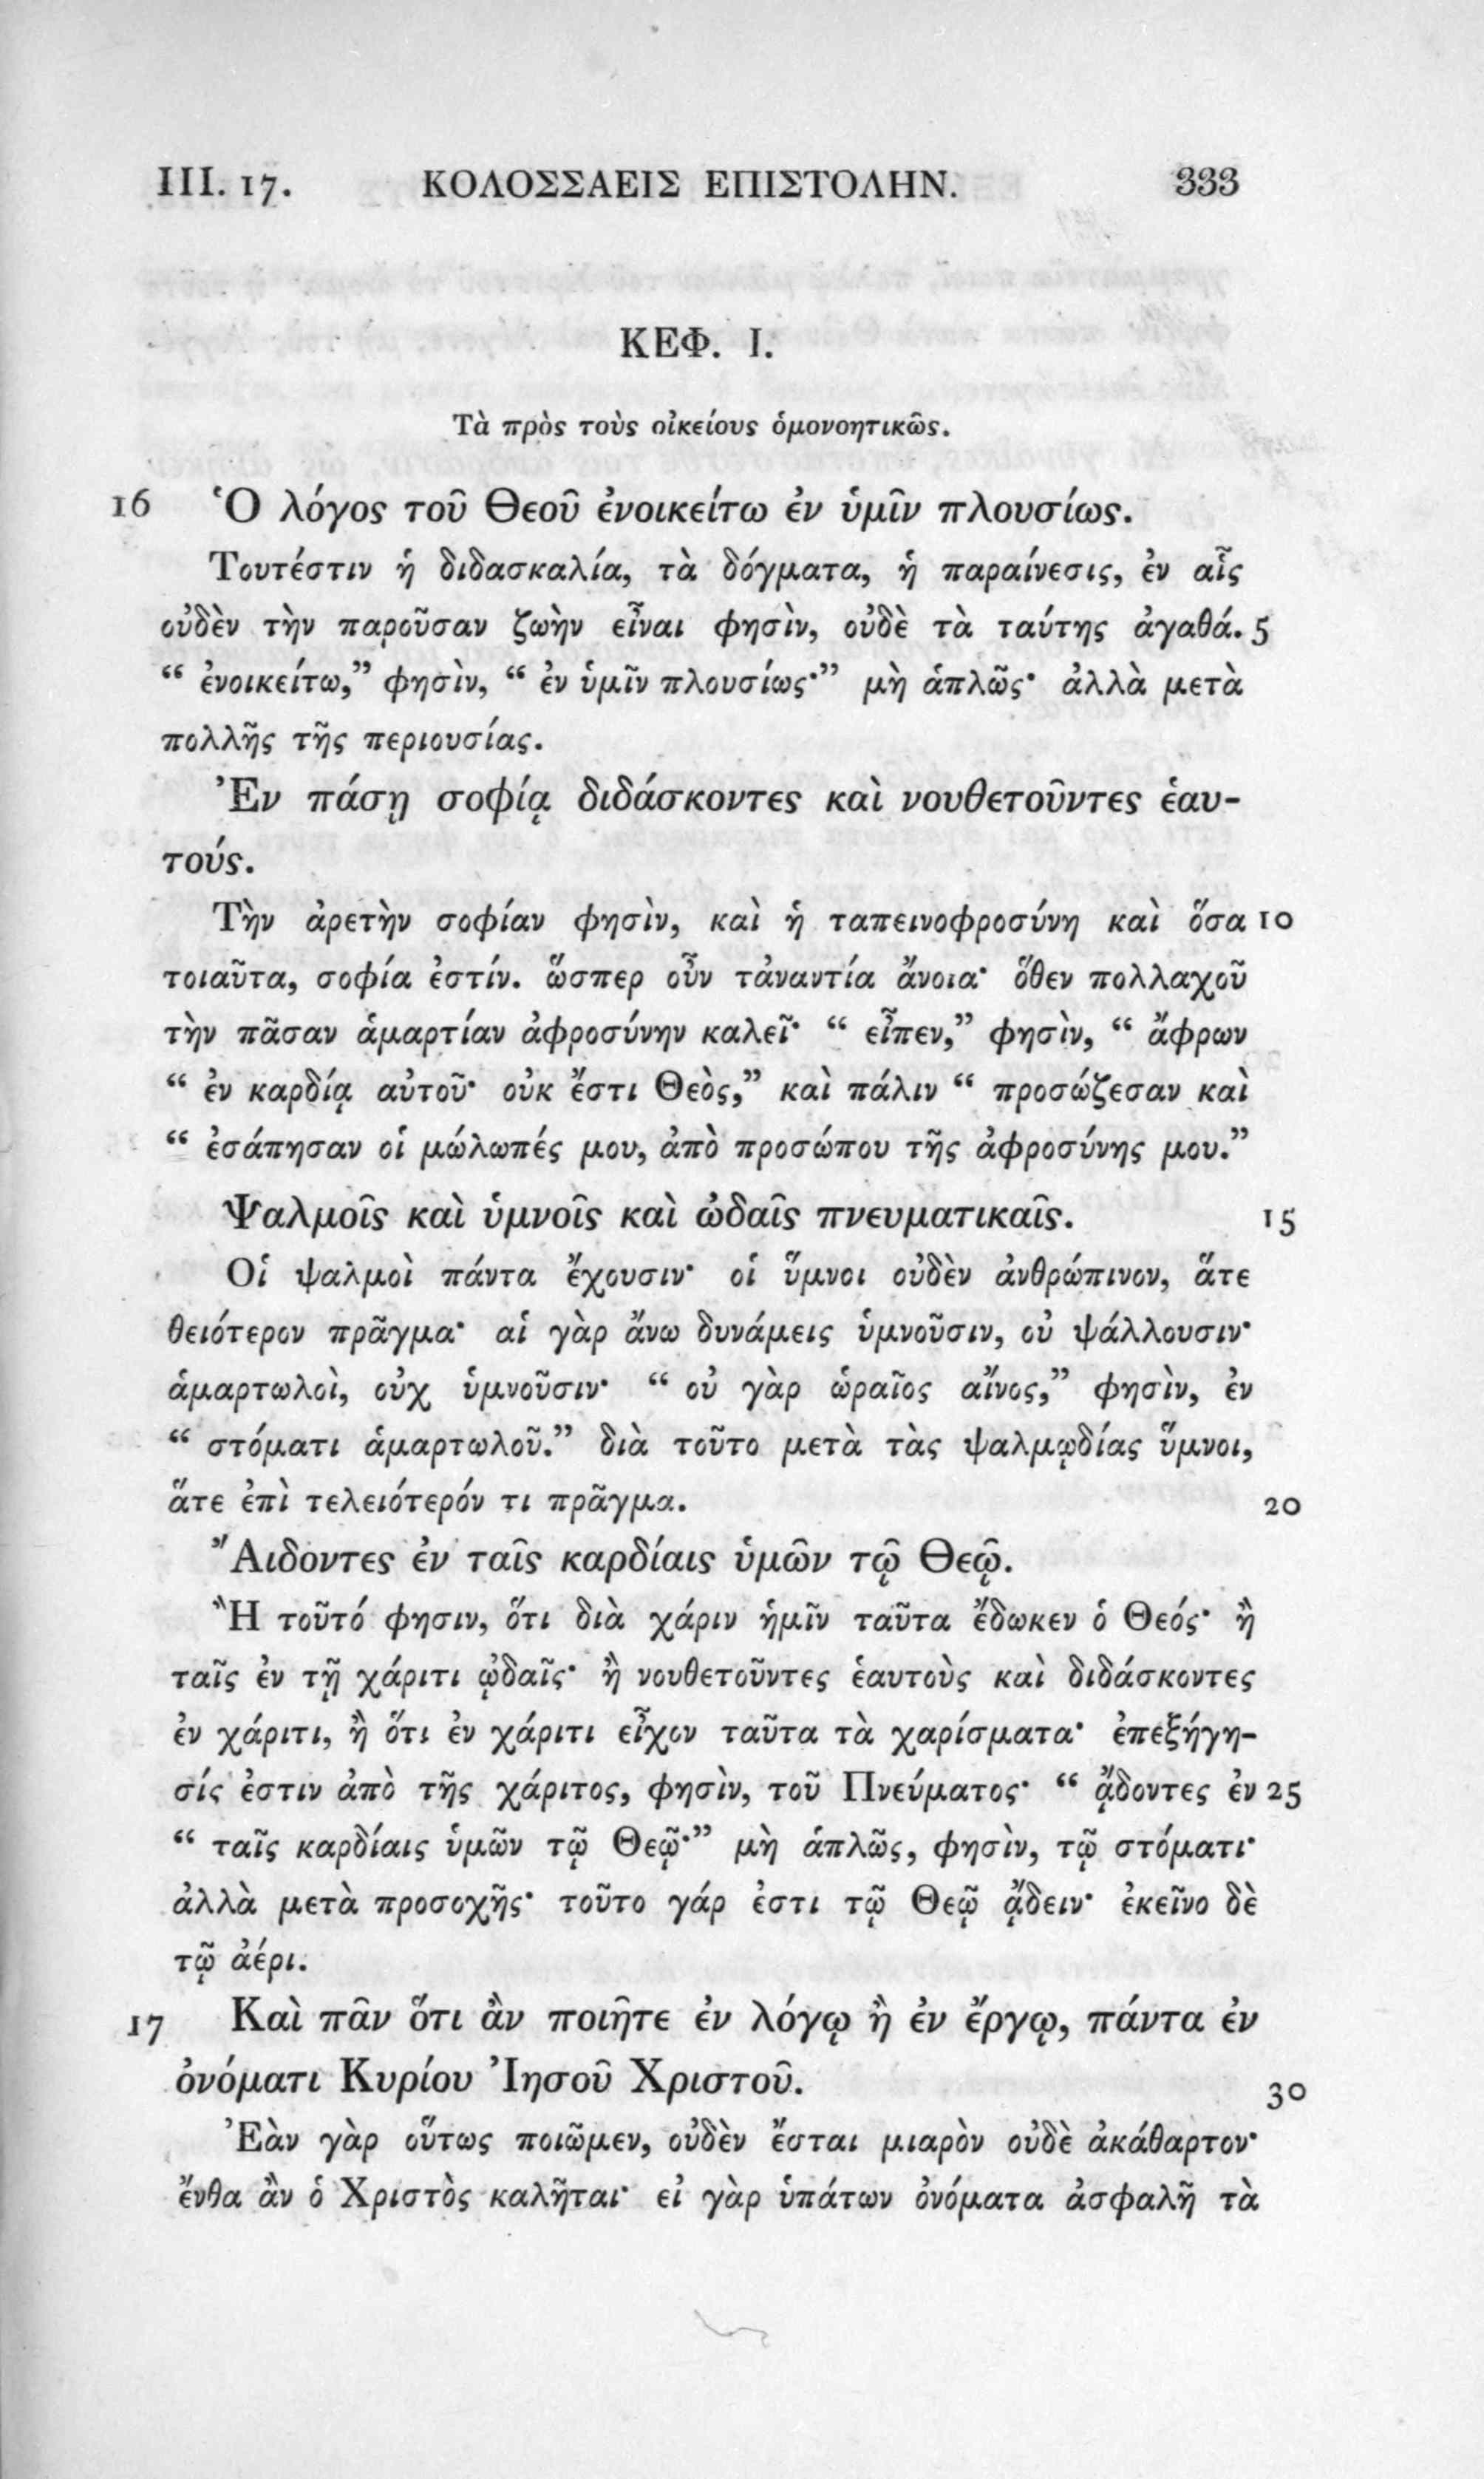 III. 17. ΚΟΛΟΣΣΑΕΙΣ ΕΠΙΣΤΟΛΗΝ. 333
ΚΕΦ. Ι.
Τὰ πρὸς τοὺς οἰκείους ὁμονοητικῶς.
16 Ὁ λόγος τοῦ Θεοῦ ἐνοικείτω ἐν ὑμῖν πλουσίως.
Τουτέστιν ἡ διδασκαλία, τὰ δόγματα, ἡ παραίνεσις, ἐν αἷς
οὐδὲν τὴν παροῦσαν ζωὴν εἶναι φησὶν, οὐδὲ τὰ ταύτης ἀγαθά. 5
“ ἐνοικείτω,” φησὶν, “ ἐν ὑμῖν πλουσίως·” μὴ ἁπλῶς· ἀλλὰ μετὰ
πολλῆς τῆς περιουσίας.
Ἐν πάσῃ σοφίᾳ διδάσκοντες καὶ νουθετοῦντες ἑαυ-
τούς.
Τὴν ἀρετὴν σοφίαν φησὶν, καὶ ἡ ταπεινοφροσύνη καὶ ὅσα 10
τοιαῦτα, σοφία ἐστίν. ὥσπερ οὖν τἀναντία ἄνοια· ὅθεν πολλαχοῦ
τὴν πᾶσαν ἁμαρτίαν ἀφροσύνην καλεῖ· “ εἶπεν,” φησὶν, “ ἄφρων
“ ἐν καρδίᾳ αὐτοῦ· οὐκ ἔστι Θεὸς,” καὶ πάλιν “ προσώζεσαν καὶ
“ ἐσάπησαν οἱ μώλωπές μου, ἀπὸ προσώπου τῆς ἀφροσύνης μου.”
Ψαλμοῖς καὶ ὑμνοῖς καὶ ὠδαῖς πνευματικαῖς. 15
Οἱ ψαλμοὶ πάντα ἔχουσιν· οἱ ὕμνοι οὐδὲν ἀνθρώπινον, ἅτε
θειότερον πρᾶγμα· αἱ γὰρ ἄνω δυνάμεις ὑμνοῦσιν, οὐ ψάλλουσιν·
ἁμαρτωλοὶ, οὐχ ὑμνοῦσιν· “ οὐ γὰρ ὡραῖος αἶνος,” φησὶν, ἐν
“ στόματι ἁμαρτωλοῦ.” διὰ τοῦτο μετὰ τὰς ψαλμῳδίας ὕμνοι,
ἅτε ἐπὶ τελειότερόν τι πρᾶγμα. 20
Ἄιδοντες ἐν ταῖς καρδίαις ὑμῶν τῷ Θεῷ.
Ἢ τοῦτό φησιν, ὅτι διὰ χάριν ἡμῖν ταῦτα ἔδωκεν ὁ Θεός· ἢ
ταῖς ἐν τῇ χάριτι ᾠδαῖς· ἢ νουθετοῦντες ἑαυτοὺς καὶ διδάσκοντες
ἐν χάριτι, ἢ ὅτι ἐν χάριτι εἶχον ταῦτα τὰ χαρίσματα· ἐπεξήγη-
σίς ἐστιν ἀπὸ τῆς χάριτος, φησὶν, τοῦ Πνεύματος· “ ᾄδοντες ἐν 25
“ ταῖς καρδίαις ὑμῶν τῷ Θεῷ·” μὴ ἁπλῶς, φησὶν, τῷ στόματι·
ἀλλὰ μετὰ προσοχῆς· τοῦτο γάρ ἐστι τῷ Θεῷ ᾄδειν· ἐκεῖνο δὲ
τῷ ἀέρι.
17 Καὶ πᾶν ὅτι ἂν ποιῆτε ἐν λόγῳ ἢ ἐν ἔργῳ, πάντα ἐν
ὀνόματι Κυρίου Ἰησοῦ Χριστοῦ. 30
Ἐὰν γὰρ οὕτως ποιῶμεν, οὐδὲν ἔσται μιαρὸν οὐδὲ ἀκάθαρτον·
ἔνθα ἂν ὁ Χριστὸς καλῆται· εἰ γὰρ ὑπάτων ὀνόματα ἀσφαλῆ τὰ